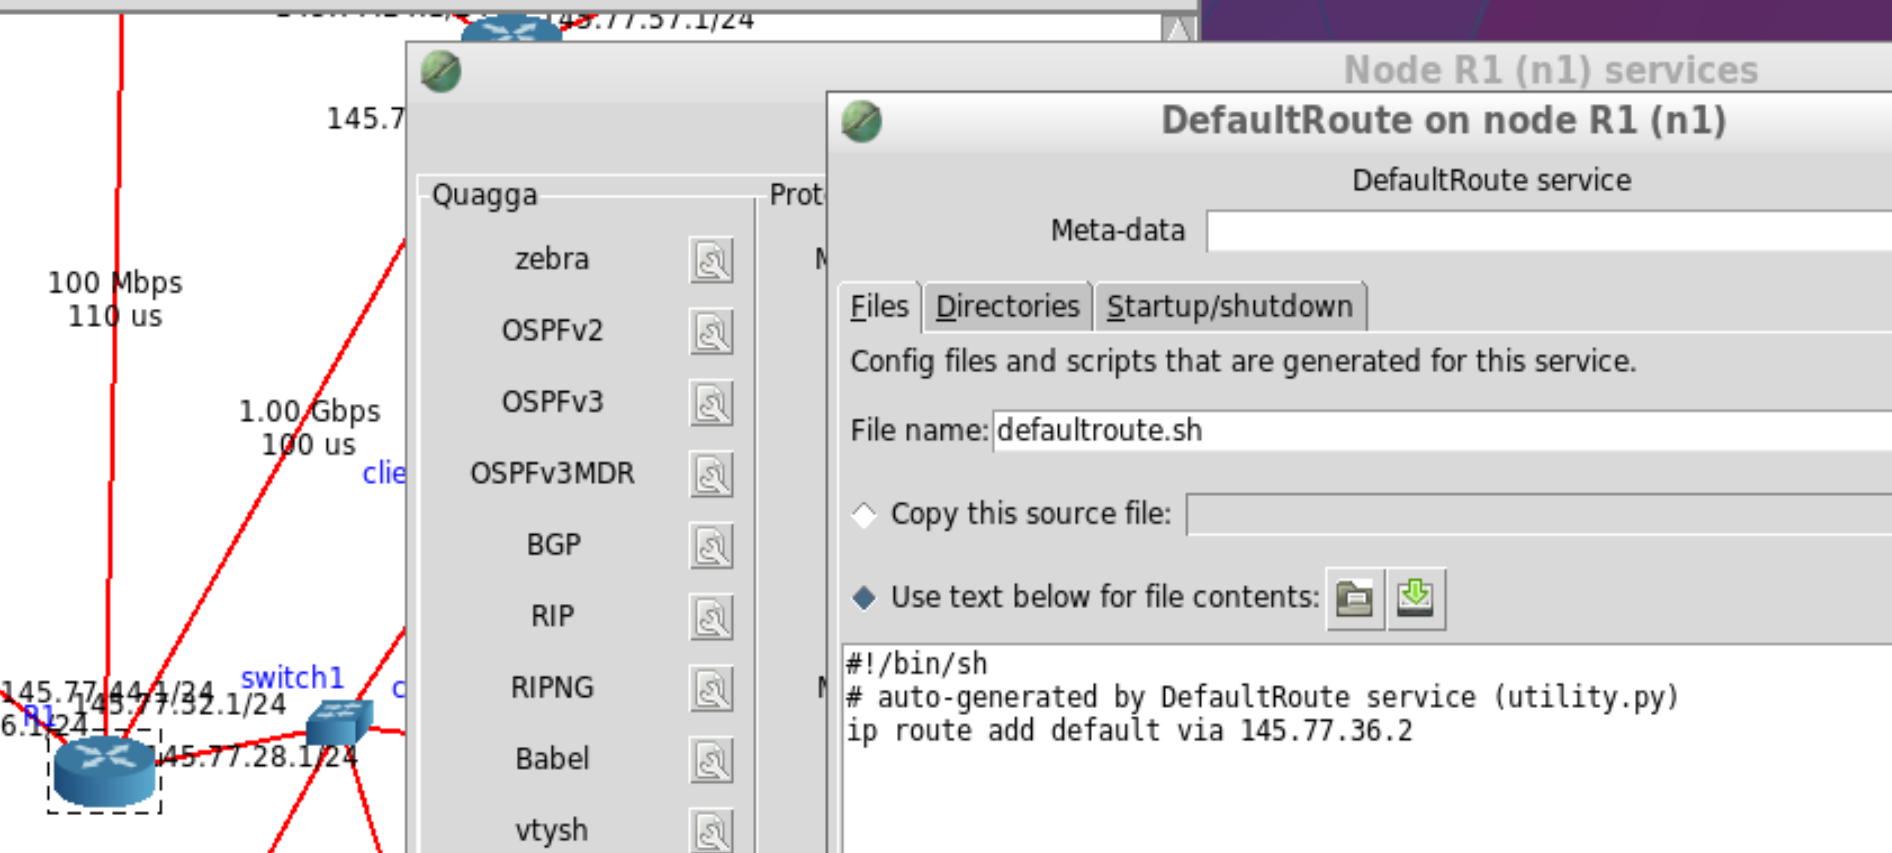 145.77.57.1/24
Node R1 (n1) services
145.7
DefaultRoute on node R1 (n1)
DefaultRoute service
Quagga
Meta-data
zebra
100 Mbps
110 us
Files
Directories
Startup/shutdown
OSPFv2
Config files and scripts that are generated for this service.
OSPFv3
1.00 Gbps
100 us
File name:
defaultroute.sh
clie
OSPFv3MDR
Copy this source file:
BGP
Use text below for file contents:
RIP
#!/bin/sh
# auto-generated by DefaultRoute service (utility.py)
ip route add default via 145.77.36.2
switch1
c
RIPNG
145.77.44.1/24
145.77.32.1/24
R1
6.1/24
45.77.28.1/24
Babel
vtysh